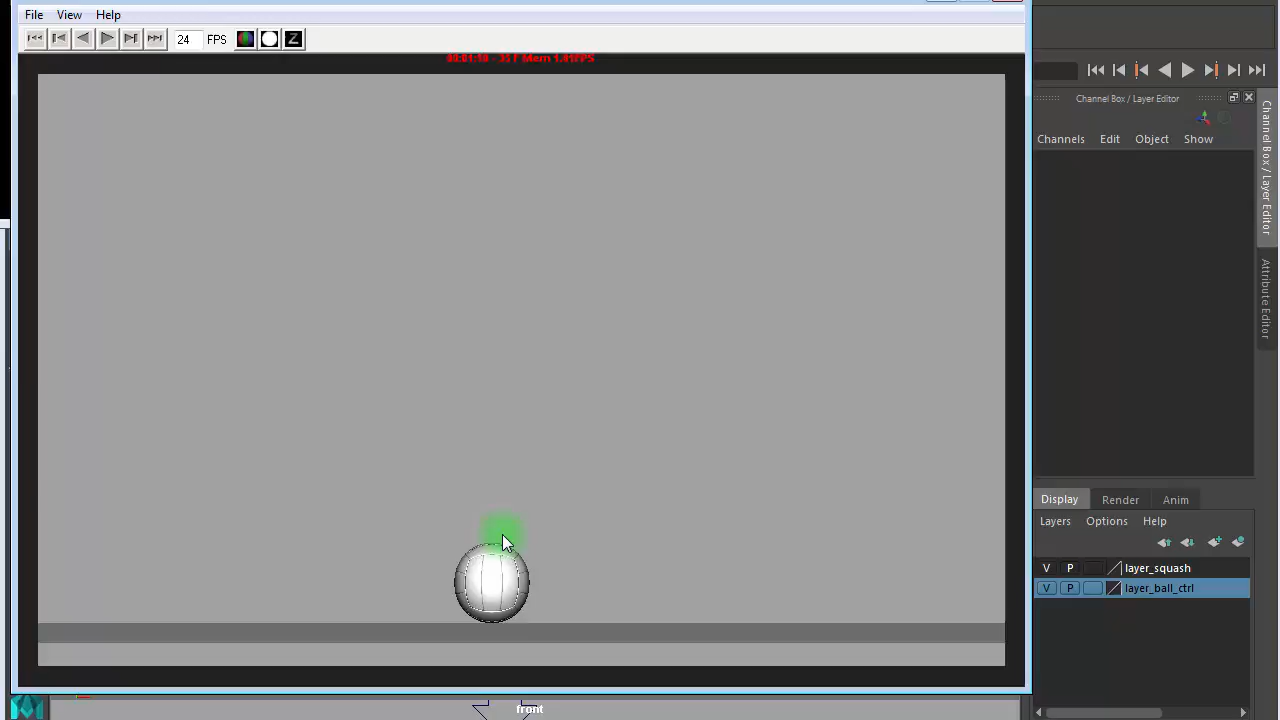 File View Help
24 FPS
Channel Box / Layer Editor
Channels Edit Object Show
Channel Box / Layer Editor
Attribute Editor
Display Render Anim
Layers Options Help
V P layer_squash
V P layer_ball_ctrl
front